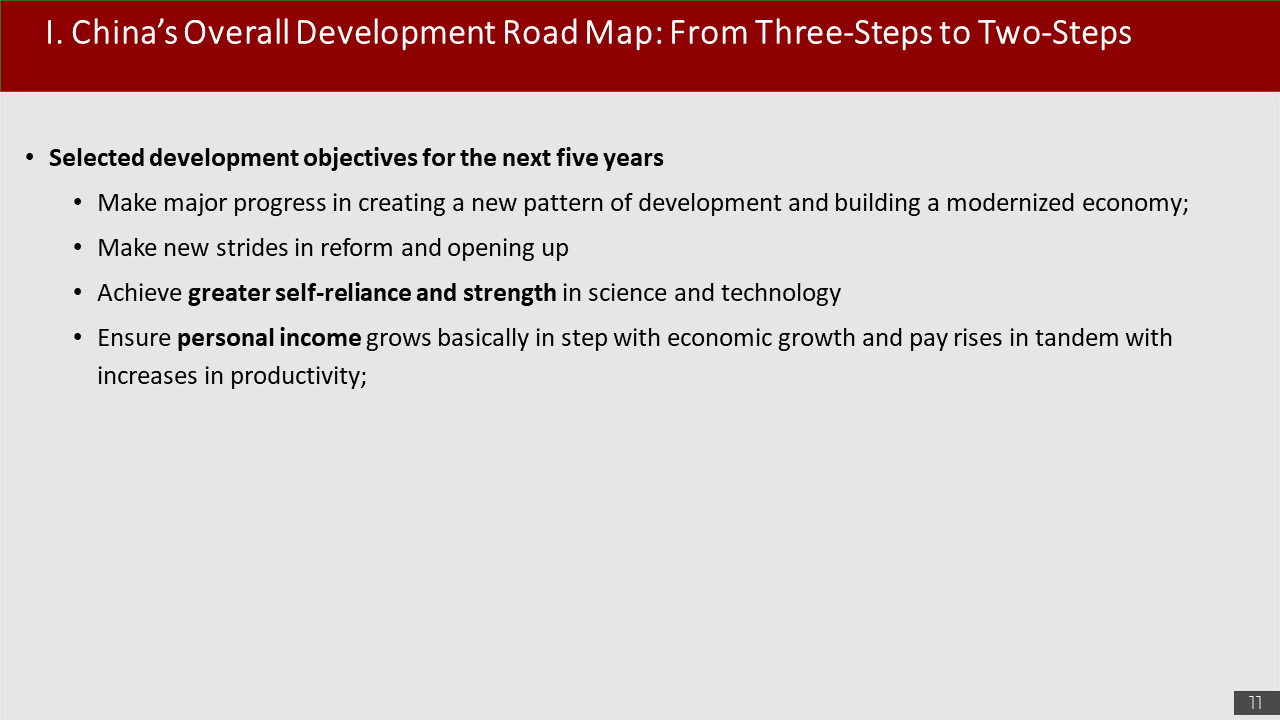 I. China’s Overall Development Road Map: From Three-Steps to Two-Steps
• Selected development objectives for the next five years
• Make major progress in creating a new pattern of development and building a modernized economy;
• Make new strides in reform and opening up
• Achieve greater self-reliance and strength in science and technology
• Ensure personal income grows basically in step with economic growth and pay rises in tandem with
increases in productivity;
11